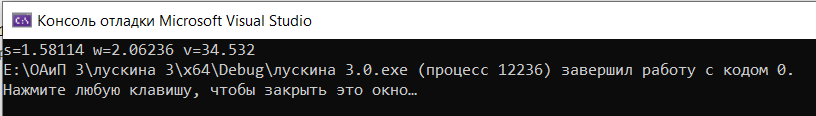 Консоль отладки Microsoft Visual Studio
s=1.58114 w=2.06236 v=34.532
E:\ОАиП 3\лускина 3\x64\Debug\лускина 3.0.exe (процесс 12236) завершил работу с кодом 0.
Нажмите любую клавишу, чтобы закрыть это окно…